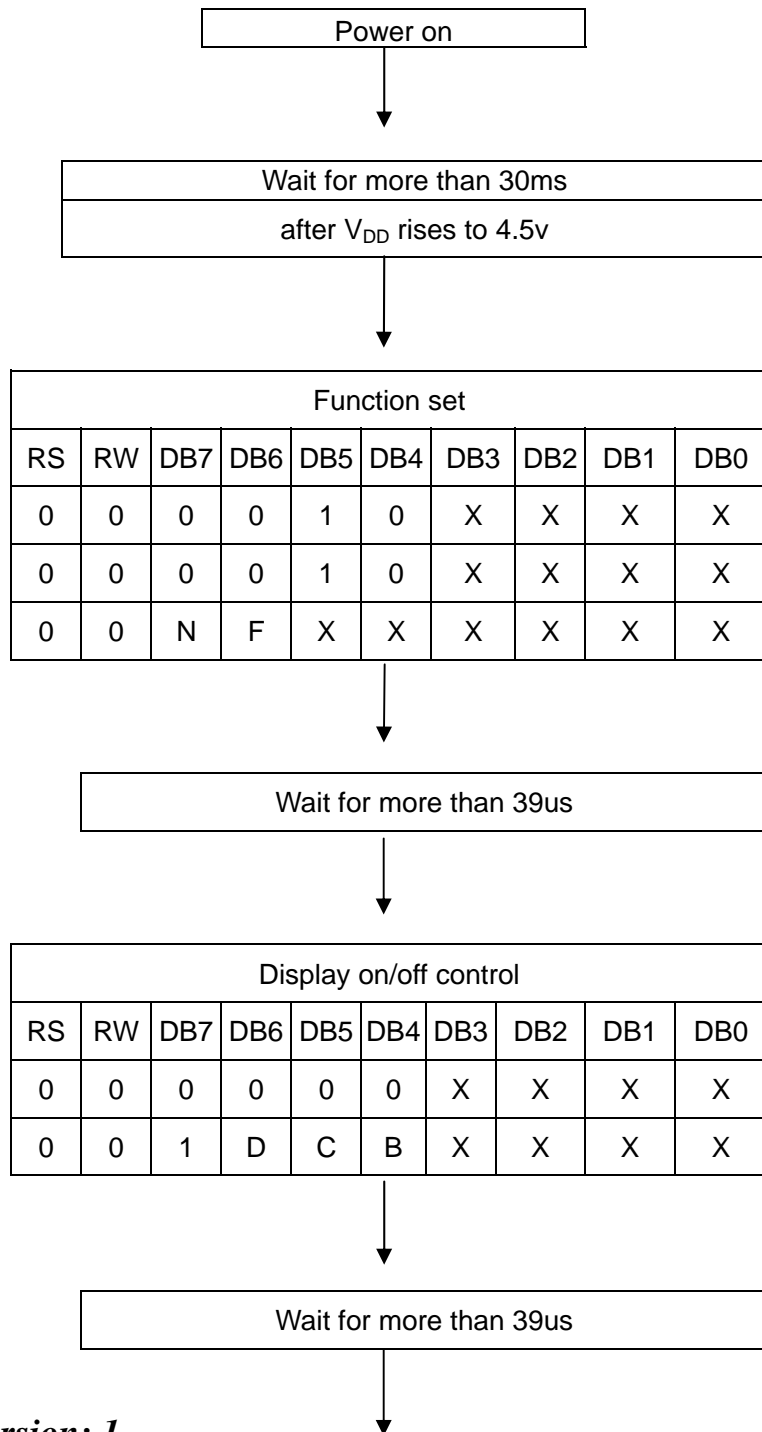 Power on
Wait for more than 30ms
after VDD rises to 4.5v
Function set
RS RW DB7 DB6 DB5 DB4 DB3 DB2 DB1 DB0
0 0 0 0 1 0 X X X X
0 0 0 0 1 0 X X X X
0 0 N F X X X X X X
Wait for more than 39us
Display on/off control
RS RW DB7 DB6 DB5 DB4 DB3 DB2 DB1 DB0
0 0 0 0 0 0 X X X X
0 0 1 D C B X X X X
Wait for more than 39us